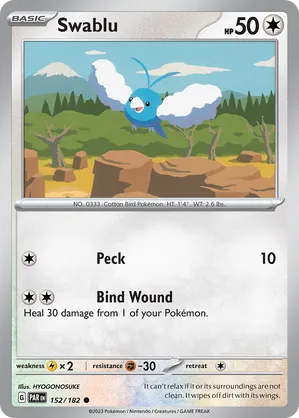 BASIC Swablu HP 50
NO. 0333 Cotton Bird Pokémon HT: 1'4" WT: 2.6 lbs.
Peck 10
Bind Wound
Heal 30 damage from 1 of your Pokémon.
weakness × 2 resistance -30 retreat
Illus. HYOGONOSUKE
G PAR EN 152/182
It can't relax if it or its surroundings are not
clean. It wipes off dirt with its wings.
©2023 Pokémon / Nintendo / Creatures / GAME FREAK